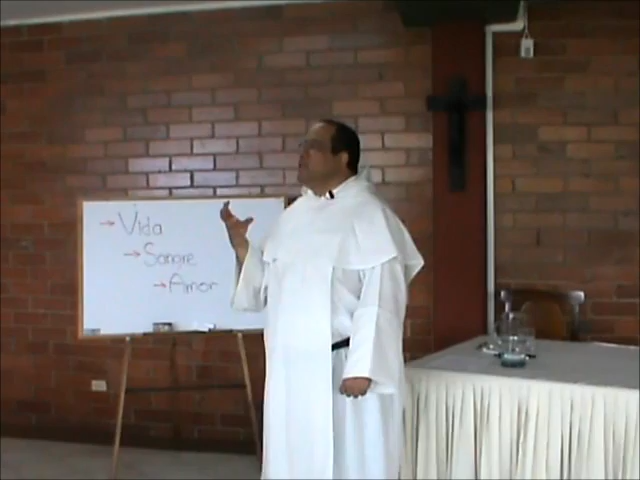 → Vida
→ Sangre
→ Amor